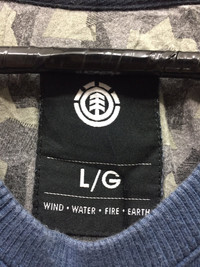 L/G
WIND • WATER • FIRE • EARTH